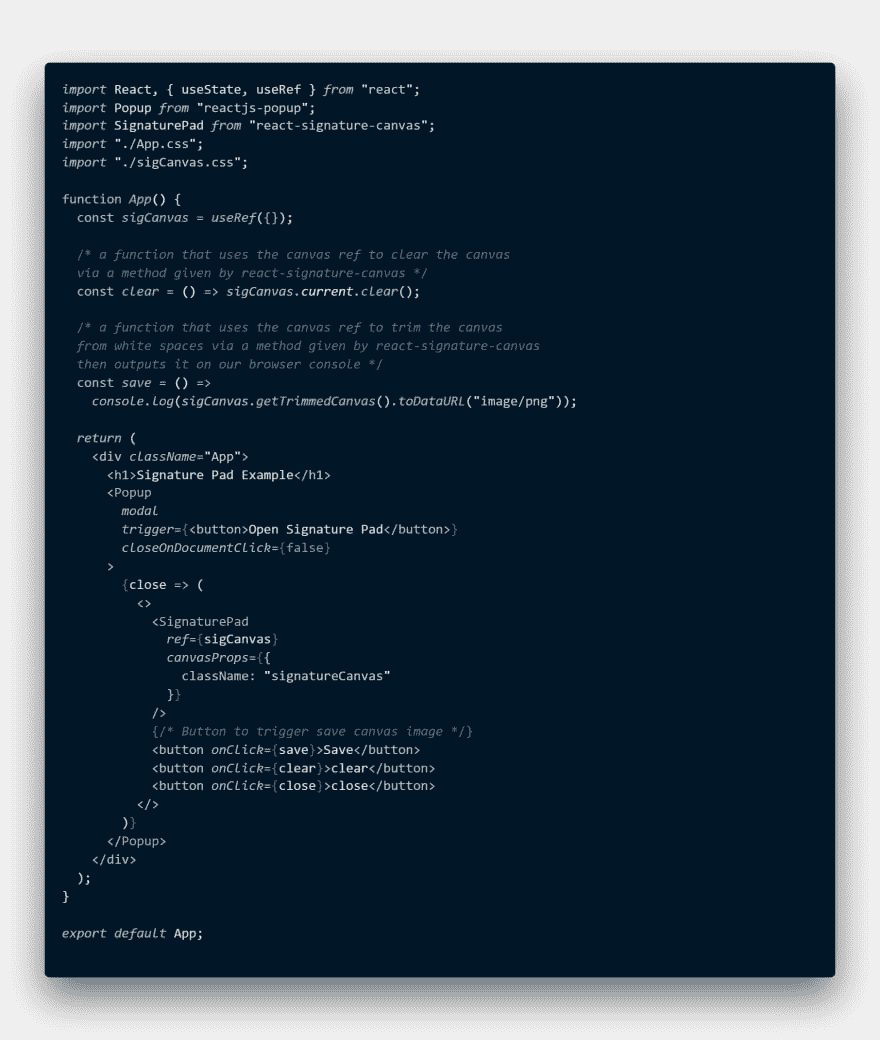 import React, { useState, useRef } from "react";
import Popup from "reactjs-popup";
import SignaturePad from "react-signature-canvas";
import "./App.css";
import "./sigCanvas.css";

function App() {
  const sigCanvas = useRef({});

  /* a function that uses the canvas ref to clear the canvas
  via a method given by react-signature-canvas */
  const clear = () => sigCanvas.current.clear();

  /* a function that uses the canvas ref to trim the canvas
  from white spaces via a method given by react-signature-canvas
  then outputs it on our browser console */
  const save = () =>
    console.log(sigCanvas.getTrimmedCanvas().toDataURL("image/png"));

  return (
    <div className="App">
      <h1>Signature Pad Example</h1>
      <Popup
        modal
        trigger={<button>Open Signature Pad</button>}
        closeOnDocumentClick={false}
      >
        {close => (
          <>
            <SignaturePad
              ref={sigCanvas}
              canvasProps={{
                className: "signatureCanvas"
              }}
            />
            {/* Button to trigger save canvas image */}
            <button onClick={save}>Save</button>
            <button onClick={clear}>clear</button>
            <button onClick={close}>close</button>
          </>
        )}
      </Popup>
    </div>
  );
}

export default App;